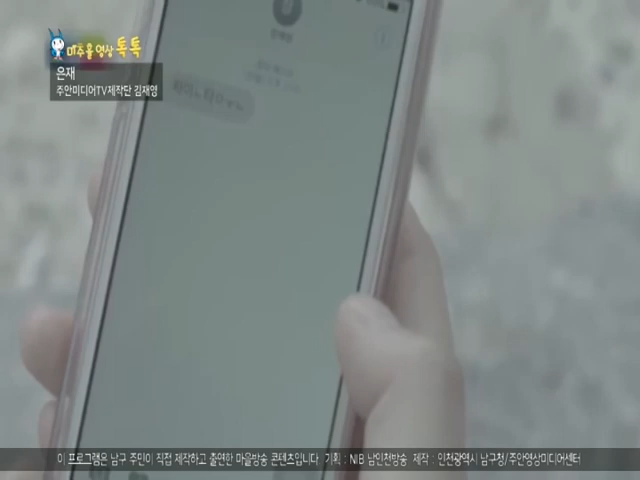 미추홀 영상 톡톡
은재
주안미디어TV제작단 김재영
이 프로그램은 남구 주민이 직접 제작하고 출연한 마을방송 콘텐츠입니다. 기획 : NIB 남인천방송 제작 : 인천광역시 남구청/주안영상미디어센터